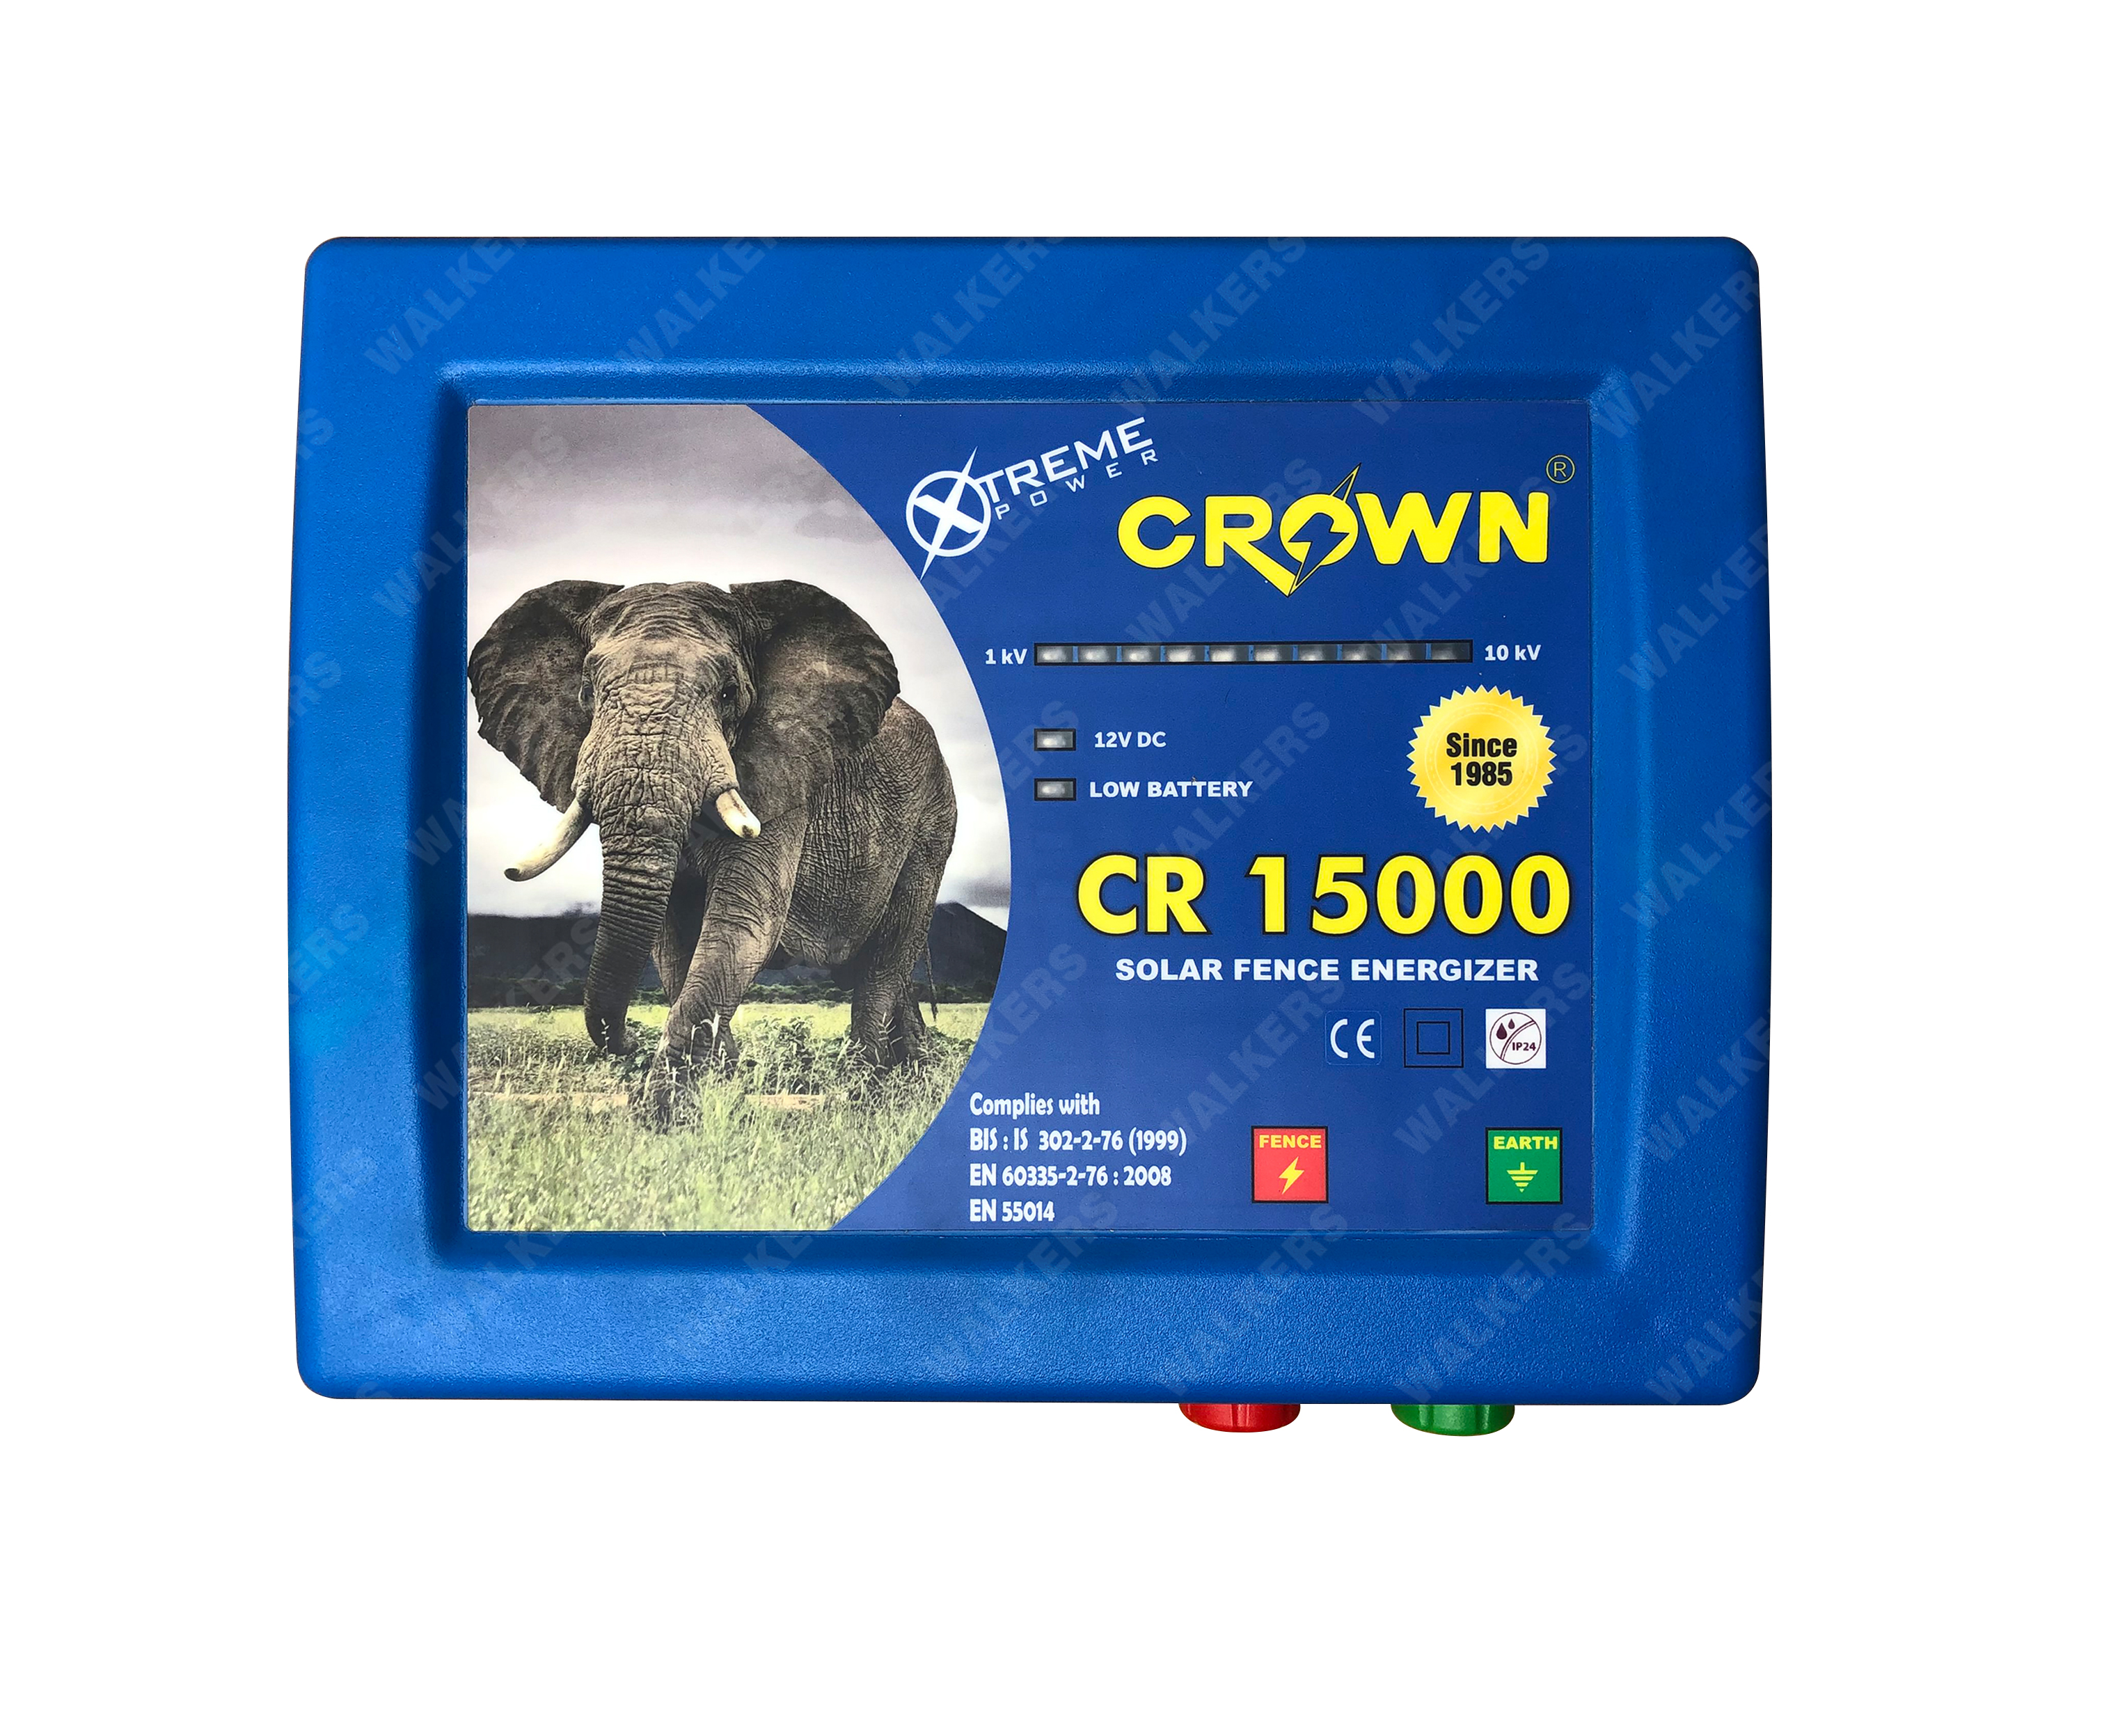 XTREME
POWER
CROWN®
1 kV 10 kV
12V DC
LOW BATTERY
Since
1985
CR 15000
SOLAR FENCE ENERGIZER
CE
IP24
Complies with
BIS : IS 302-2-76 (1999)
EN 60335-2-76 : 2008
EN 55014
FENCE
EARTH
WALKERS